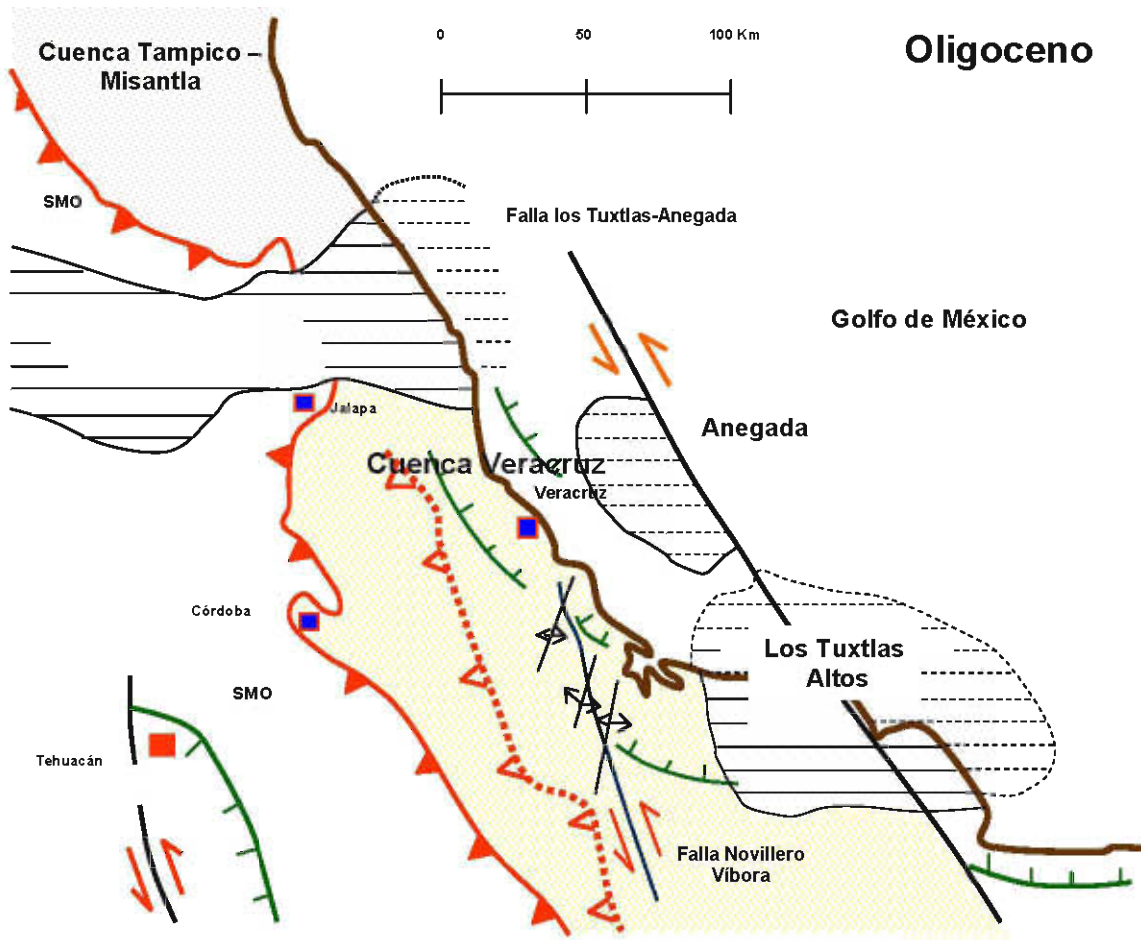 0 50 100 Km
Oligoceno
Cuenca Tampico –
Misantla
SMO
Falla los Tuxtlas-Anegada
Golfo de México
Jalapa
Anegada
Cuenca Veracruz
Veracruz
Córdoba
Los Tuxtlas
Altos
SMO
Tehuacán
Falla Novillero
Víbora